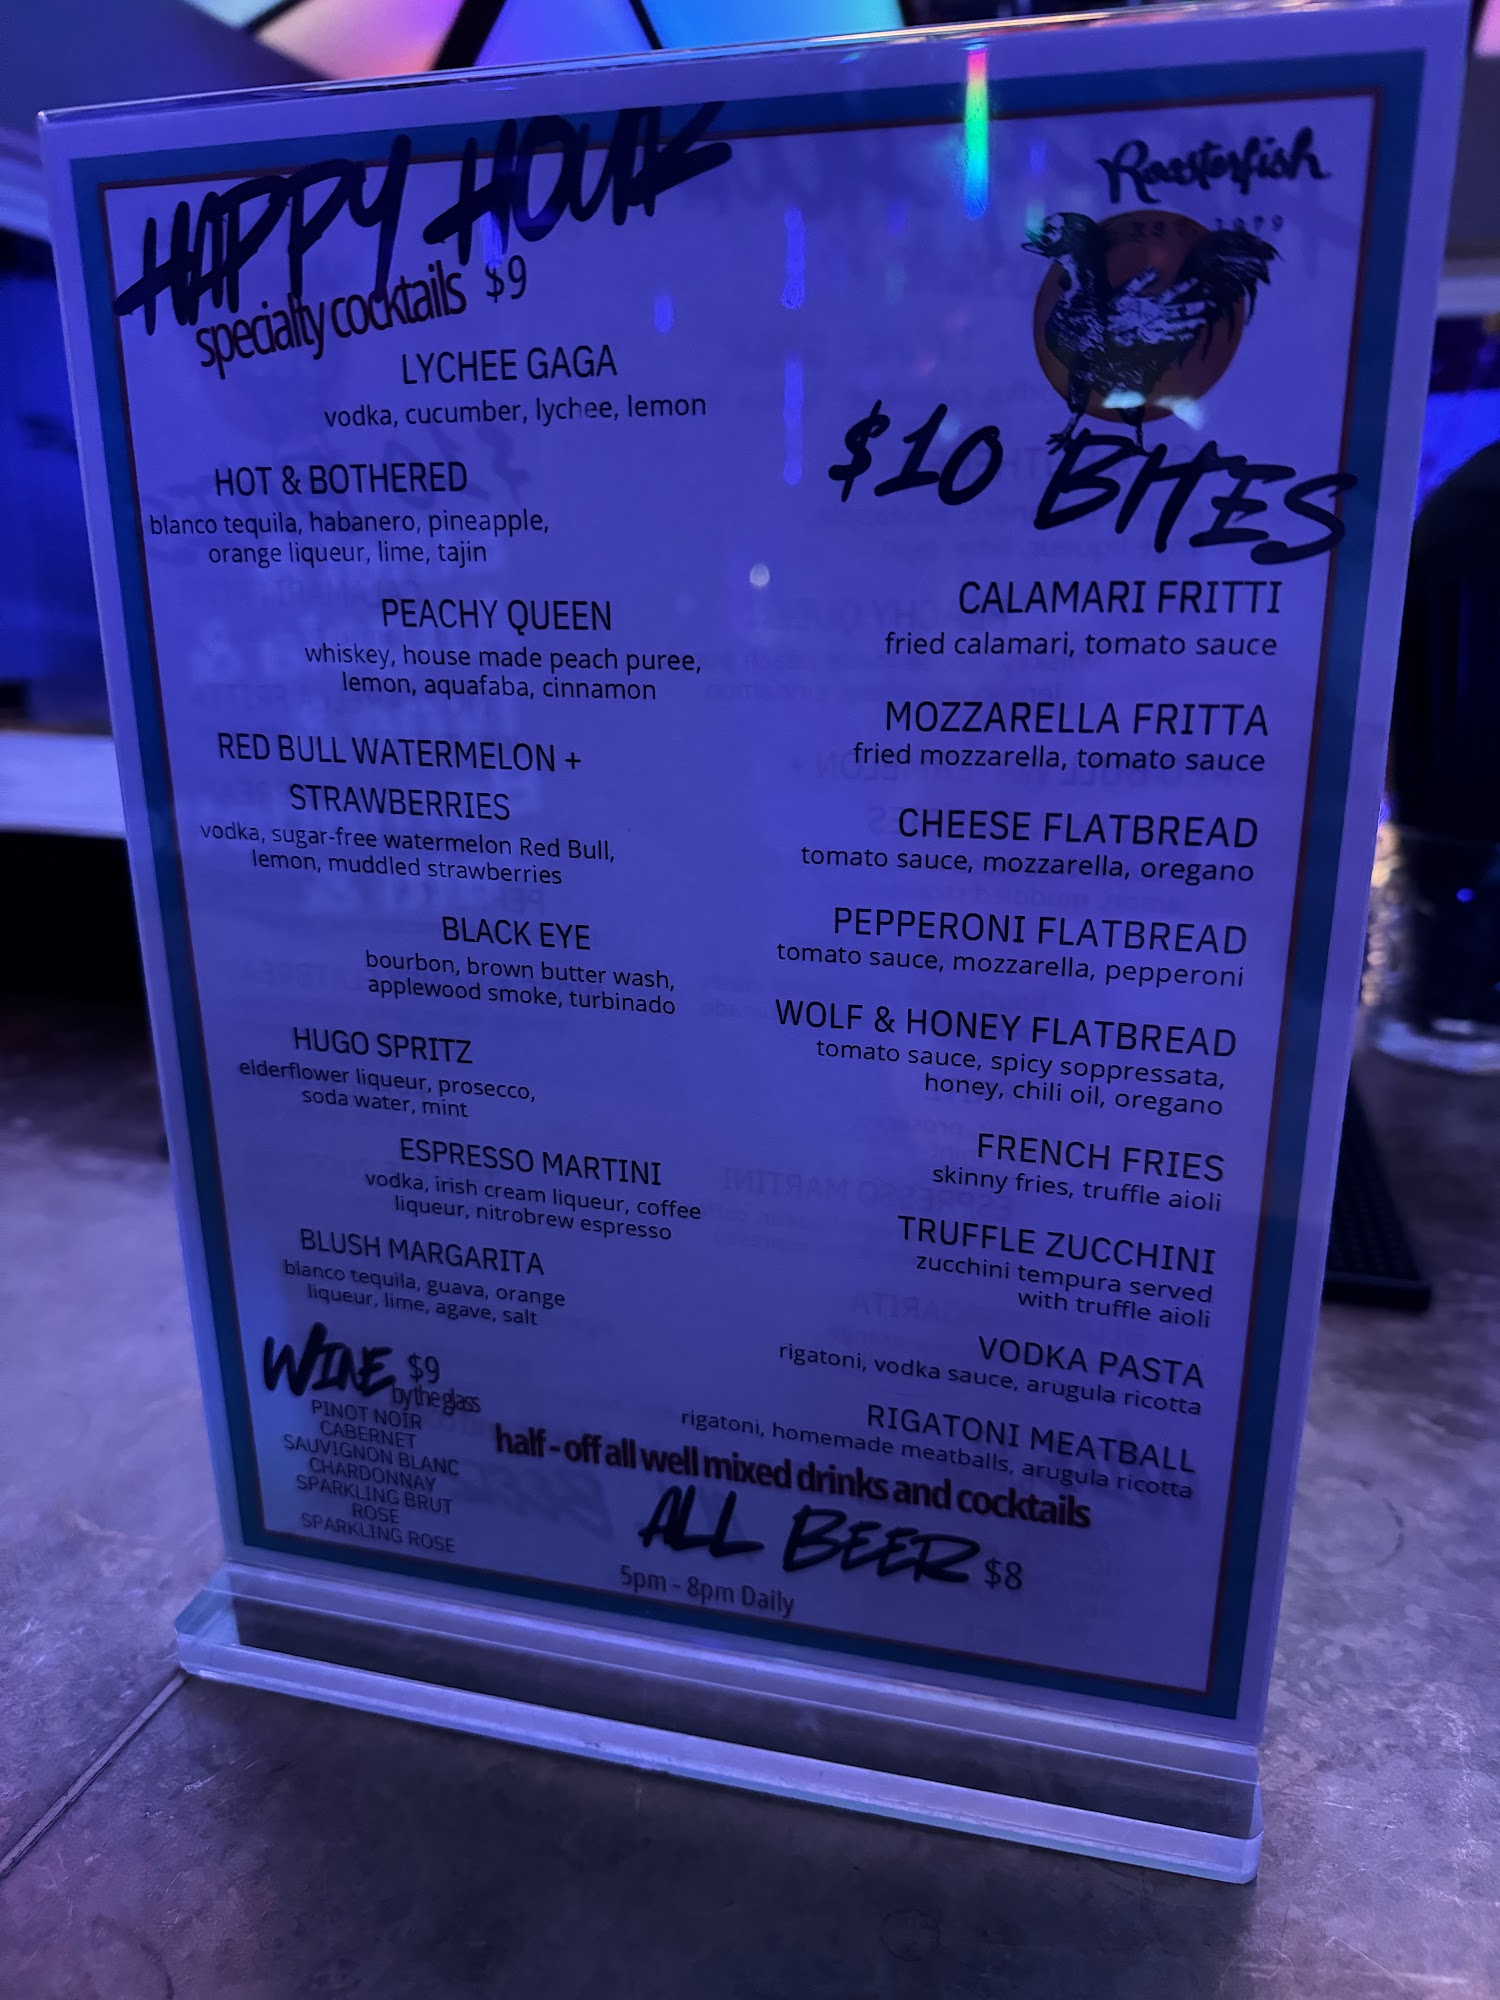 HAPPY HOUR
specialty cocktails $9
LYCHEE GAGA
vodka, cucumber, lychee, lemon
HOT & BOTHERED
blanco tequila, habanero, pineapple,
orange liqueur, lime, tajin
PEACHY QUEEN
whiskey, house made peach puree,
lemon, aquafaba, cinnamon
RED BULL WATERMELON +
STRAWBERRIES
vodka, sugar-free watermelon Red Bull,
lemon, muddled strawberries
BLACK EYE
bourbon, brown butter wash,
applewood smoke, turbinado
HUGO SPRITZ
elderflower liqueur, prosecco,
soda water, mint
ESPRESSO MARTINI
vodka, irish cream liqueur, coffee
liqueur, nitrobrew espresso
BLUSH MARGARITA
blanco tequila, guava, orange
liqueur, lime, agave, salt
WINE $9
by the glass
PINOT NOIR
CABERNET
SAUVIGNON BLANC
CHARDONNAY
SPARKLING BRUT
ROSE
SPARKLING ROSE
Roosterfish
1979
$10 BITES
CALAMARI FRITTI
fried calamari, tomato sauce
MOZZARELLA FRITTA
fried mozzarella, tomato sauce
CHEESE FLATBREAD
tomato sauce, mozzarella, oregano
PEPPERONI FLATBREAD
tomato sauce, mozzarella, pepperoni
WOLF & HONEY FLATBREAD
tomato sauce, spicy soppressata,
honey, chili oil, oregano
FRENCH FRIES
skinny fries, truffle aioli
TRUFFLE ZUCCHINI
zucchini tempura served
with truffle aioli
VODKA PASTA
rigatoni, vodka sauce, arugula ricotta
RIGATONI MEATBALL
rigatoni, homemade meatballs, arugula ricotta
half-off all well mixed drinks and cocktails
ALL BEER $8
5pm - 8pm Daily